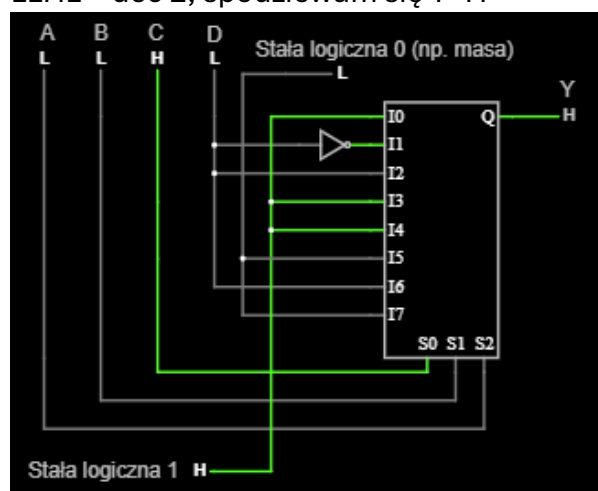 A B C D
L L H L
Stała logiczna 0 (np. masa)
L
Y
I0 Q H
I1
I2
I3
I4
I5
I6
I7
S0 S1 S2
Stała logiczna 1 H